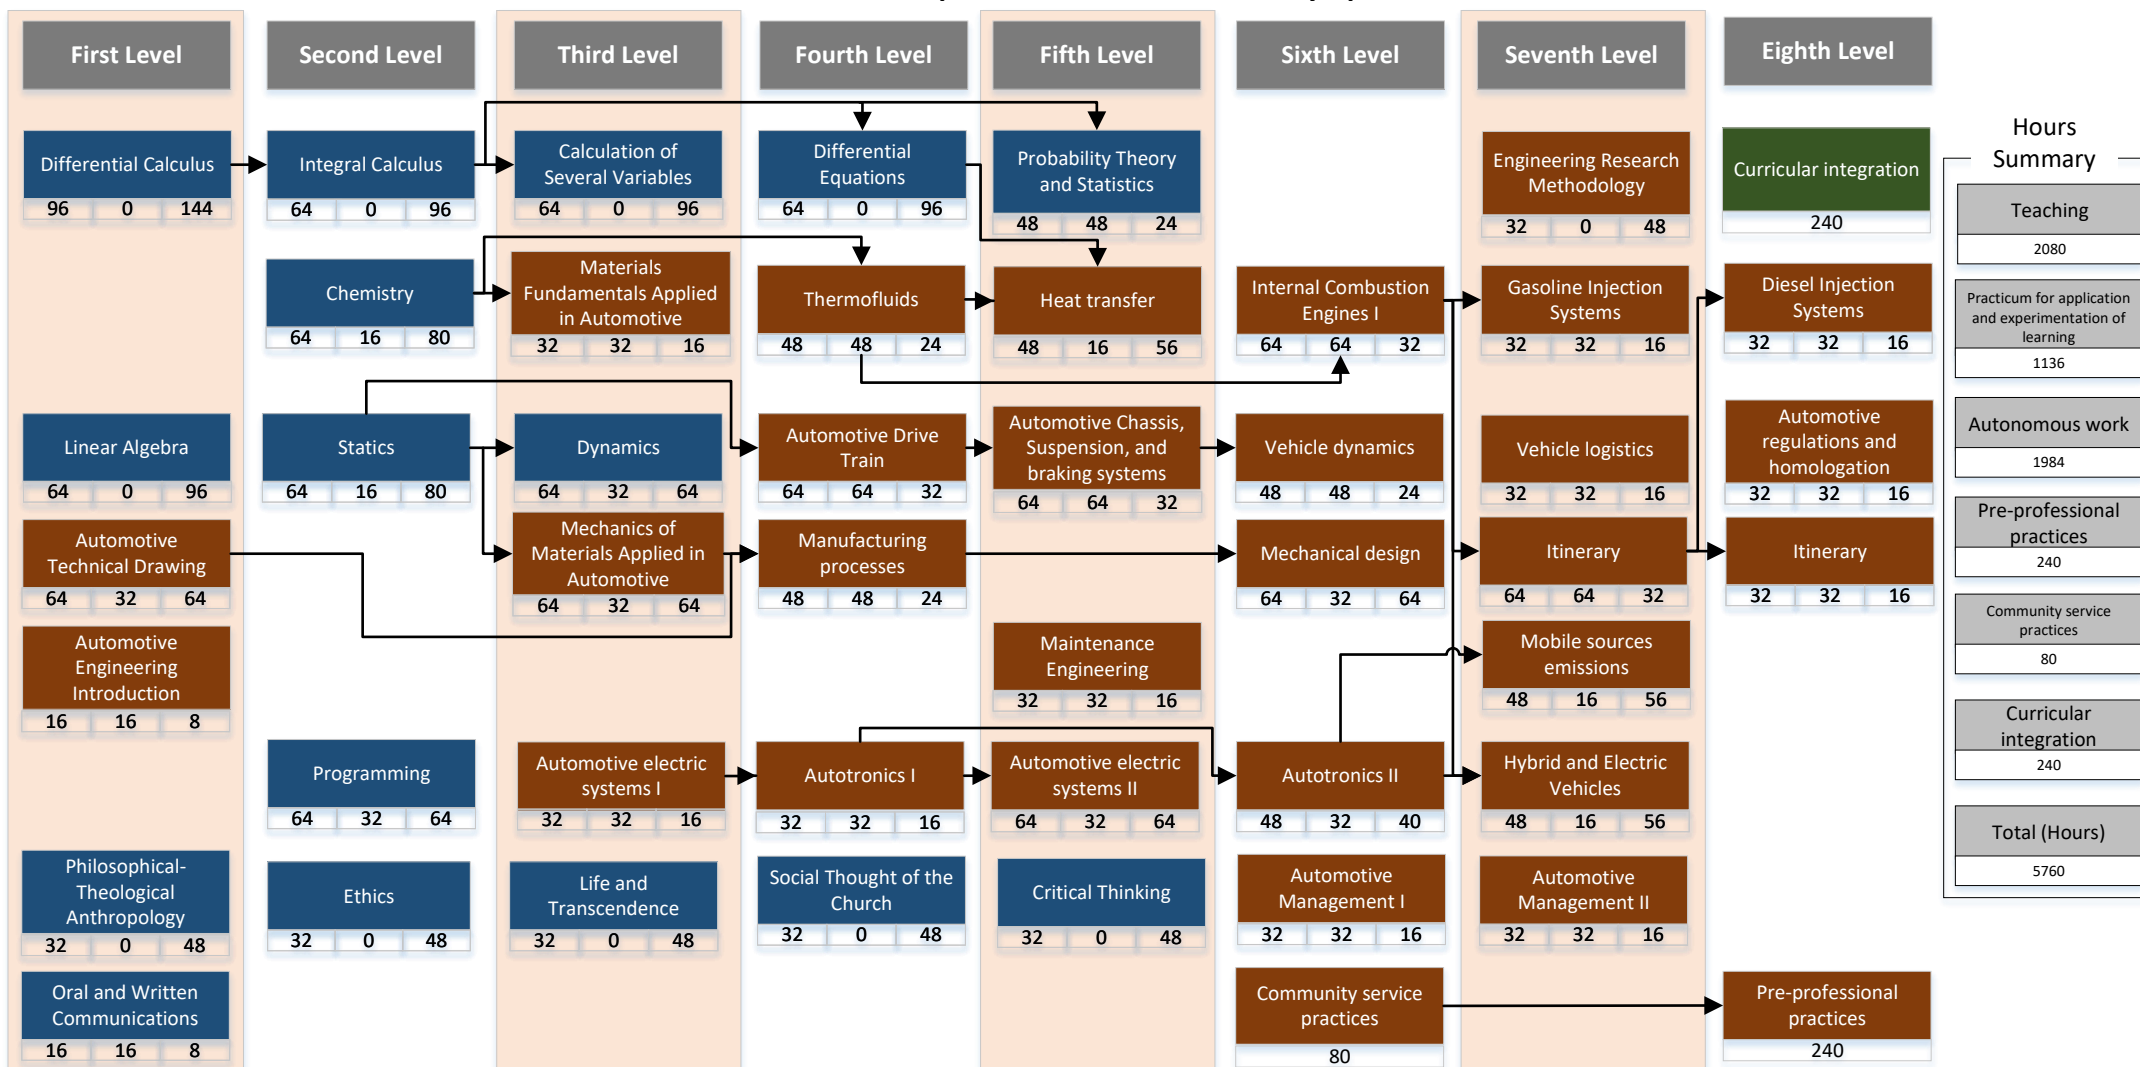 First Level
Second Level
Third Level
Fourth Level
Fifth Level
Sixth Level
Seventh Level
Eighth Level
Differential Calculus
96 0 144
Integral Calculus
64 0 96
Calculation of
Several Variables
64 0 96
Differential
Equations
64 0 96
Probability Theory
and Statistics
48 48 24
Engineering Research
Methodology
32 0 48
Curricular integration
240
Chemistry
64 16 80
Materials
Fundamentals Applied
in Automotive
32 32 16
Thermofluids
48 48 24
Heat transfer
48 16 56
Internal Combustion
Engines I
64 64 32
Gasoline Injection
Systems
32 32 16
Diesel Injection
Systems
32 32 16
Linear Algebra
64 0 96
Statics
64 16 80
Dynamics
64 32 64
Automotive Drive
Train
64 64 32
Automotive Chassis,
Suspension, and
braking systems
64 64 32
Vehicle dynamics
48 48 24
Vehicle logistics
32 32 16
Automotive
regulations and
homologation
32 32 16
Automotive
Technical Drawing
64 32 64
Mechanics of
Materials Applied in
Automotive
64 32 64
Manufacturing
processes
48 48 24
Mechanical design
64 32 64
Itinerary
64 64 32
Itinerary
32 32 16
Automotive
Engineering
Introduction
16 16 8
Maintenance
Engineering
32 32 16
Mobile sources
emissions
48 16 56
Programming
64 32 64
Automotive electric
systems I
32 32 16
Autotronics I
32 32 16
Automotive electric
systems II
64 32 64
Autotronics II
48 32 40
Hybrid and Electric
Vehicles
48 16 56
Philosophical-
Theological
Anthropology
32 0 48
Ethics
32 0 48
Life and
Transcendence
32 0 48
Social Thought of the
Church
32 0 48
Critical Thinking
32 0 48
Automotive
Management I
32 32 16
Automotive
Management II
32 32 16
Oral and Written
Communications
16 16 8
Community service
practices
80
Pre-professional
practices
240
Hours
Summary
Teaching
2080
Practicum for application
and experimentation of
learning
1136
Autonomous work
1984
Pre-professional
practices
240
Community service
practices
80
Curricular
integration
240
Total (Hours)
5760